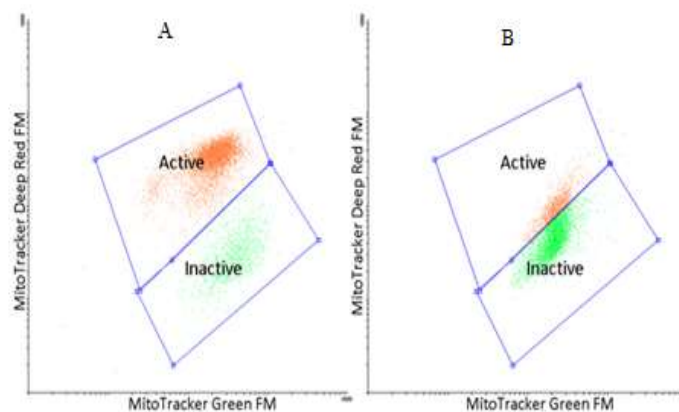 A
MitoTracker Deep Red FM
Active
Inactive
MitoTracker Green FM
B
MitoTracker Deep Red FM
Active
Inactive
MitoTracker Green FM